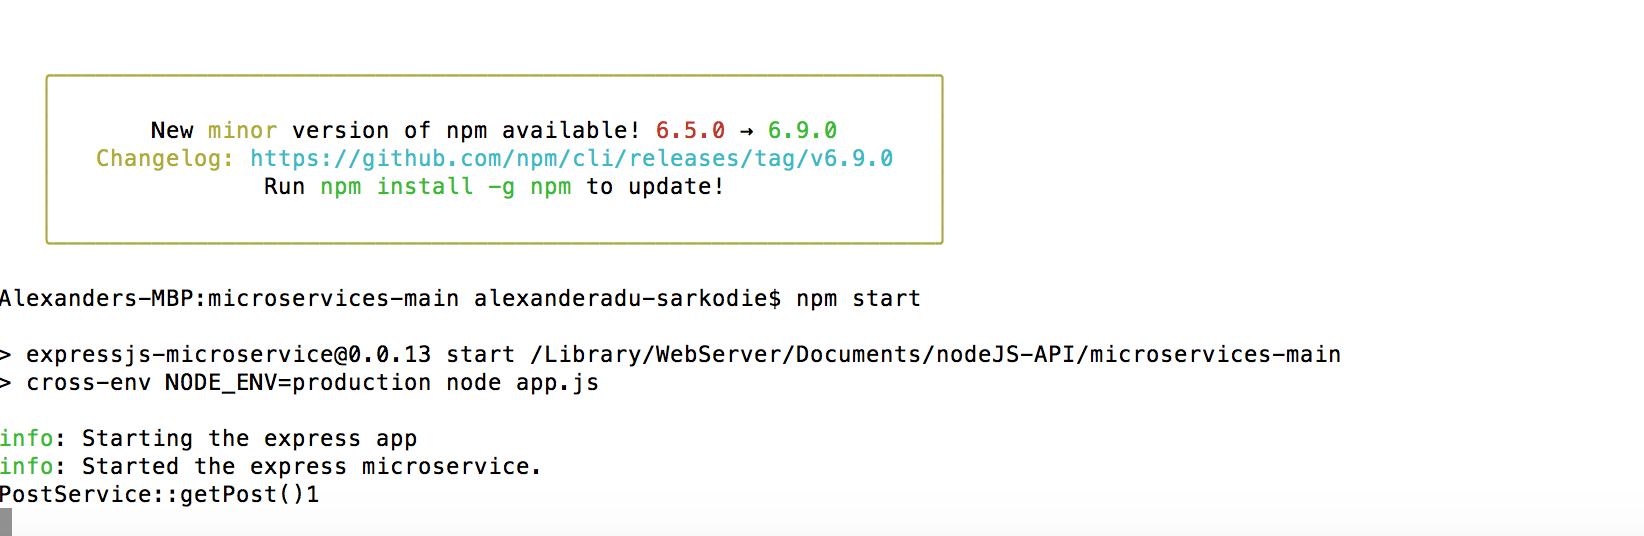 New minor version of npm available! 6.5.0 → 6.9.0
Changelog: https://github.com/npm/cli/releases/tag/v6.9.0
Run npm install -g npm to update!
Alexanders-MBP:microservices-main alexanderadu-sarkodie$ npm start
> expressjs-microservice@0.0.13 start /Library/WebServer/Documents/nodeJS-API/microservices-main
> cross-env NODE_ENV=production node app.js
info: Starting the express app
info: Started the express microservice.
PostService::getPost()1